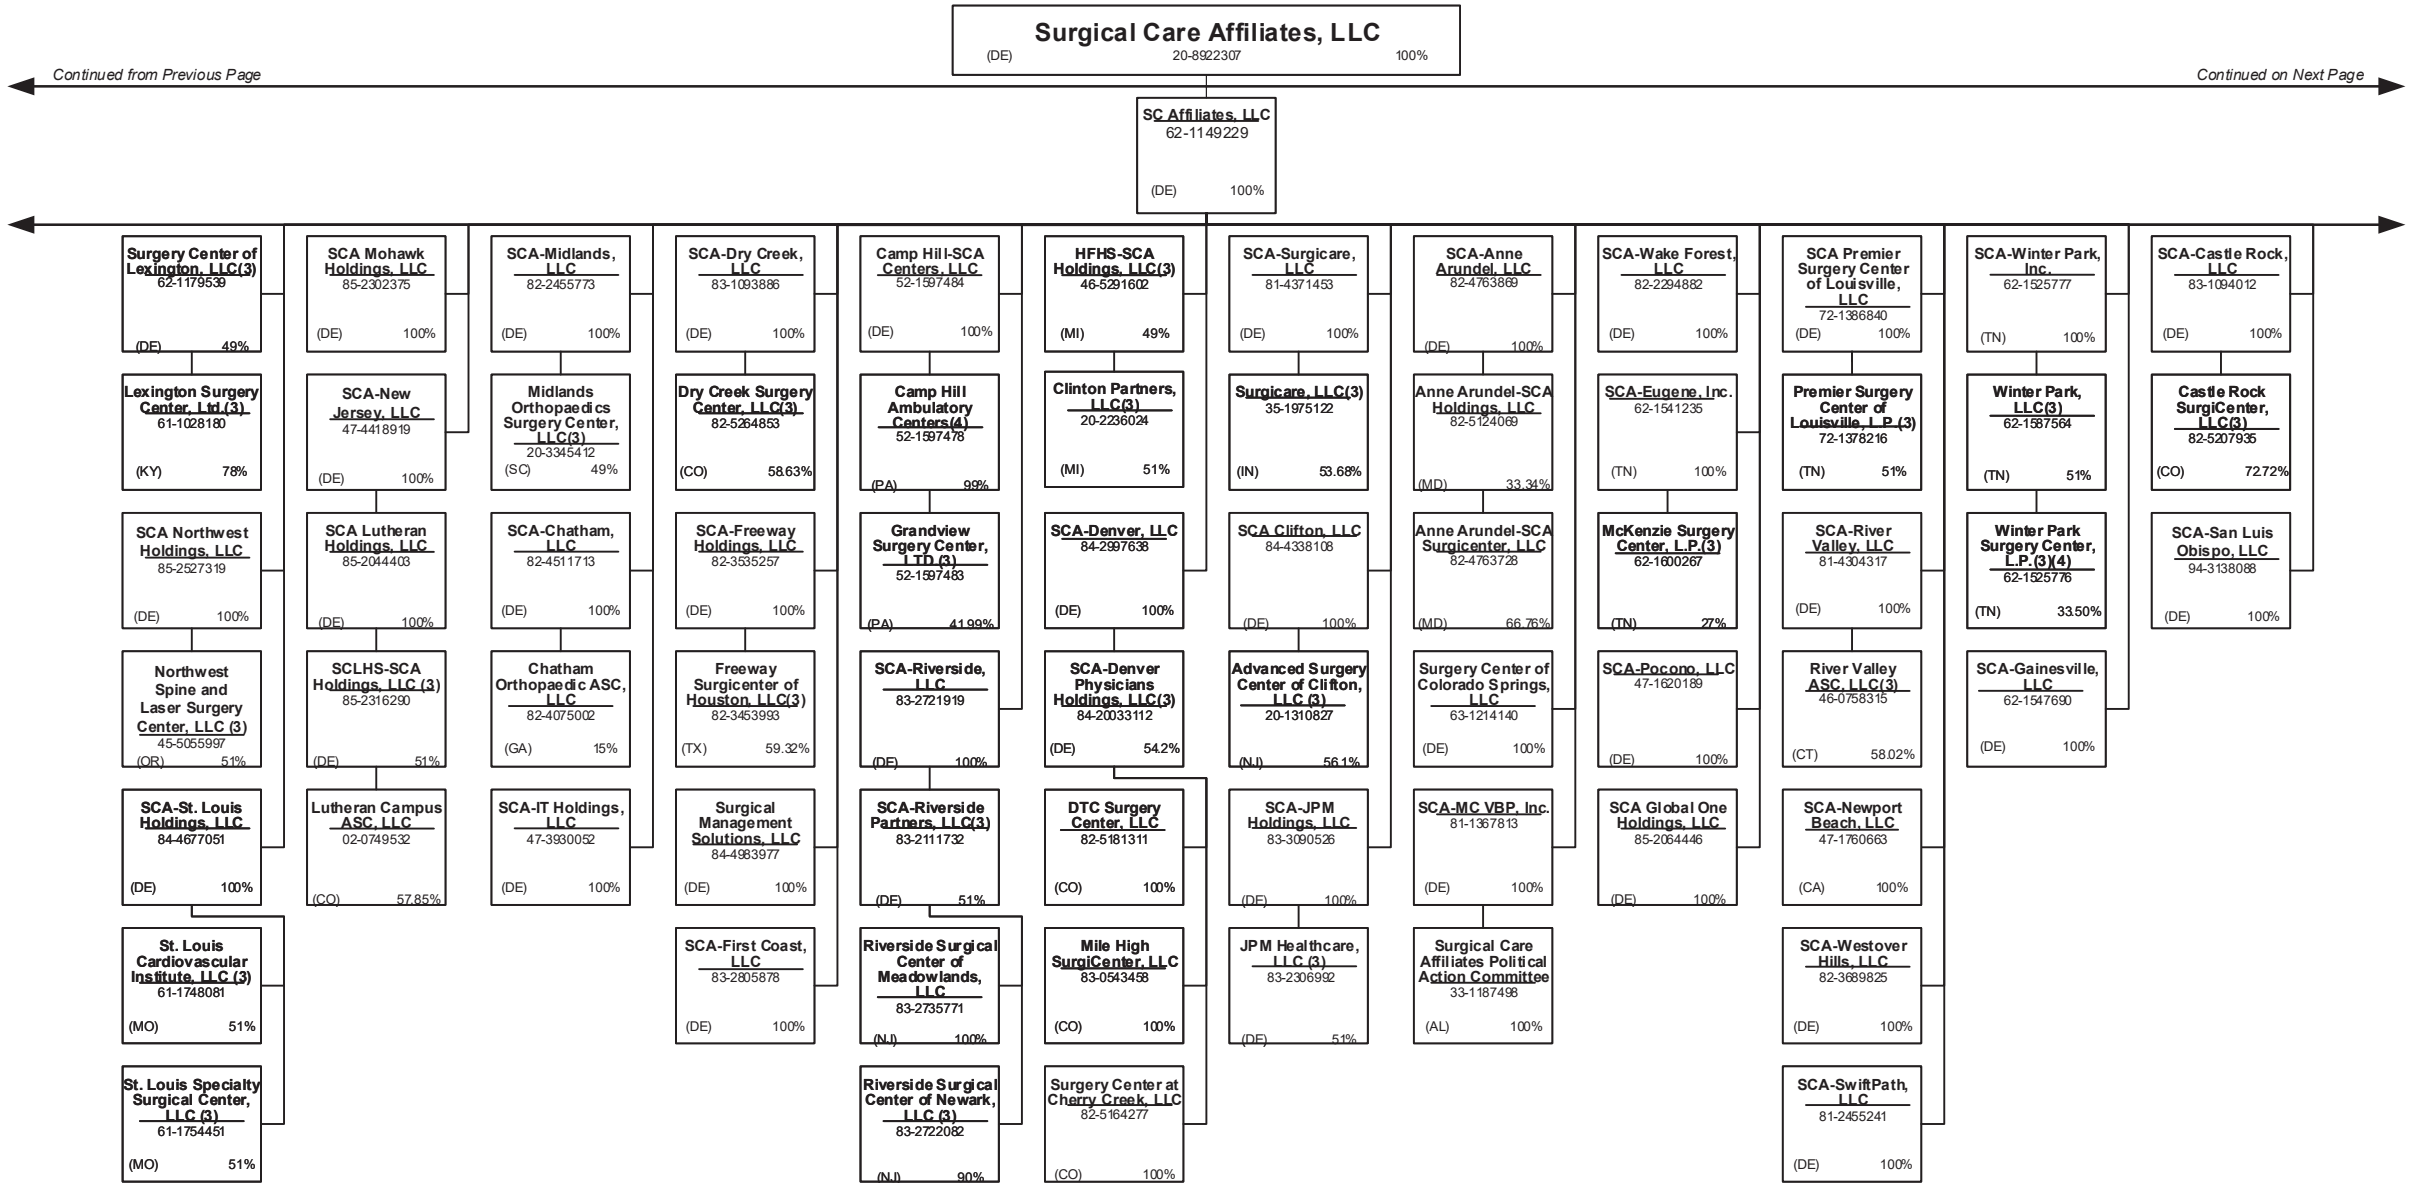 Surgical Care Affiliates, LLC
(DE) 20-8922307 100%
Continued from Previous Page
Continued on Next Page
SC Affiliates, LLC
62-1149229
(DE) 100%
Surgery Center of
Lexington, LLC(3)
62-1179539
(DE) 49%
Lexington Surgery
Center, Ltd.(3)
61-1028180
(KY) 78%
SCA Northwest
Holdings, LLC
85-2527319
(DE) 100%
Northwest
Spine and
Laser Surgery
Center, LLC (3)
45-5055997
(OR) 51%
SCA-St. Louis
Holdings, LLC
84-4677051
(DE) 100%
St. Louis
Cardiovascular
Institute, LLC (3)
61-1748081
(MO) 51%
St. Louis Specialty
Surgical Center,
LLC (3)
61-1754451
(MO) 51%
SCA Mohawk
Holdings, LLC
85-2302375
(DE) 100%
SCA-New
Jersey, LLC
47-4418919
(DE) 100%
SCA Lutheran
Holdings, LLC
85-2044403
(DE) 100%
SCLHS-SCA
Holdings, LLC (3)
85-2316290
(DE) 51%
Lutheran Campus
ASC, LLC
02-0749532
(CO) 57.85%
SCA-Midlands,
LLC
82-2455773
(DE) 100%
Midlands
Orthopaedics
Surgery Center,
LLC(3)
20-3345412
(SC) 49%
SCA-Chatham,
LLC
82-4511713
(DE) 100%
Chatham
Orthopaedic ASC,
LLC
82-4075002
(GA) 15%
SCA-IT Holdings,
LLC
47-3930052
(DE) 100%
SCA-Dry Creek,
LLC
83-1093886
(DE) 100%
Dry Creek Surgery
Center, LLC(3)
82-5264853
(CO) 58.63%
SCA-Freeway
Holdings, LLC
82-3535257
(DE) 100%
Freeway
Surgicenter of
Houston, LLC(3)
82-3453993
(TX) 59.32%
Surgical
Management
Solutions, LLC
84-4983977
(DE) 100%
SCA-First Coast,
LLC
83-2805878
(DE) 100%
Camp Hill-SCA
Centers, LLC
52-1597484
(DE) 100%
Camp Hill
Ambulatory
Centers(4)
52-1597478
(PA) 99%
Grandview
Surgery Center,
LTD (3)
52-1597483
(PA) 41.99%
SCA-Riverside,
LLC
83-2721919
(DE) 100%
SCA-Riverside
Partners, LLC(3)
83-2111732
(DE) 51%
Riverside Surgical
Center of
Meadowlands,
LLC
83-2735771
(NJ) 100%
Riverside Surgical
Center of Newark,
LLC (3)
83-2722082
(NJ) 90%
HFHS-SCA
Holdings, LLC(3)
46-5291602
(MI) 49%
Clinton Partners,
LLC(3)
20-2236024
(MI) 51%
SCA-Denver, LLC
84-2997638
(DE) 100%
SCA-Denver
Physicians
Holdings, LLC(3)
84-20033112
(DE) 54.2%
DTC Surgery
Center, LLC
82-5181311
(CO) 100%
Mile High
SurgiCenter, LLC
83-0543458
(CO) 100%
Surgery Center at
Cherry Creek, LLC
82-5164277
(CO) 100%
SCA-Surgicare,
LLC
81-4371453
(DE) 100%
Surgicare, LLC(3)
35-1975122
(IN) 53.68%
SCA Clifton, LLC
84-4338108
(DE) 100%
Advanced Surgery
Center of Clifton,
LLC (3)
20-1310827
(NJ) 56.1%
SCA-JPM
Holdings, LLC
83-3090526
(DE) 100%
JPM Healthcare,
LLC (3)
83-2306992
(DE) 51%
SCA-Anne
Arundel, LLC
82-4763869
(DE) 100%
Anne Arundel-SCA
Holdings, LLC
82-5124069
(MD) 33.34%
Anne Arundel-SCA
Surgicenter, LLC
82-4763728
(MD) 66.76%
Surgery Center of
Colorado Springs,
LLC
63-1214140
(DE) 100%
SCA-MC VBP, Inc.
81-1367813
(DE) 100%
Surgical Care
Affiliates Political
Action Committee
33-1187498
(AL) 100%
SCA-Wake Forest,
LLC
82-2294882
(DE) 100%
SCA-Eugene, Inc.
62-1541235
(TN) 100%
McKenzie Surgery
Center, L.P.(3)
62-1600267
(TN) 27%
SCA-Pocono, LLC
47-1620189
(DE) 100%
SCA Global One
Holdings, LLC
85-2064446
(DE) 100%
SCA Premier
Surgery Center
of Louisville,
LLC
72-1386840
(DE) 100%
Premier Surgery
Center of
Louisville, L.P.(3)
72-1378216
(TN) 51%
SCA-River
Valley, LLC
81-4304317
(DE) 100%
River Valley
ASC, LLC(3)
46-0758315
(CT) 58.02%
SCA-Newport
Beach, LLC
47-1760663
(CA) 100%
SCA-Westover
Hills, LLC
82-3689825
(DE) 100%
SCA-SwiftPath,
LLC
81-2455241
(DE) 100%
SCA-Winter Park,
Inc.
62-1525777
(TN) 100%
Winter Park,
LLC(3)
62-1587564
(TN) 51%
Winter Park
Surgery Center,
L.P.(3)(4)
62-1525776
(TN) 33.50%
SCA-Gainesville,
LLC
62-1547690
(DE) 100%
SCA-Castle Rock,
LLC
83-1094012
(DE) 100%
Castle Rock
SurgiCenter,
LLC(3)
82-5207935
(CO) 72.72%
SCA-San Luis
Obispo, LLC
94-3138088
(DE) 100%